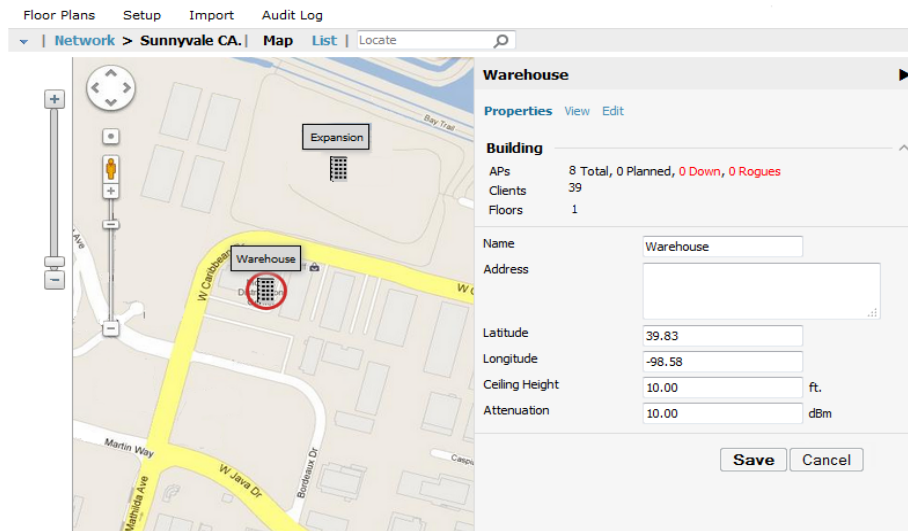 Floor Plans Setup Import Audit Log
| Network > Sunnyvale CA. | Map List | Locate
Warehouse
Properties View Edit
Building
APs 8 Total, 0 Planned, 0 Down, 0 Rogues
Clients 39
Floors 1
Name Warehouse
Address
Latitude 39.83
Longitude -98.58
Ceiling Height 10.00 ft.
Attenuation 10.00 dBm
Save Cancel
Bay Trail
Expansion
Warehouse
W Caribbean
W
Ave
Martin Way
W Java Dr
Bordeaux Dr
Mathilda Ave